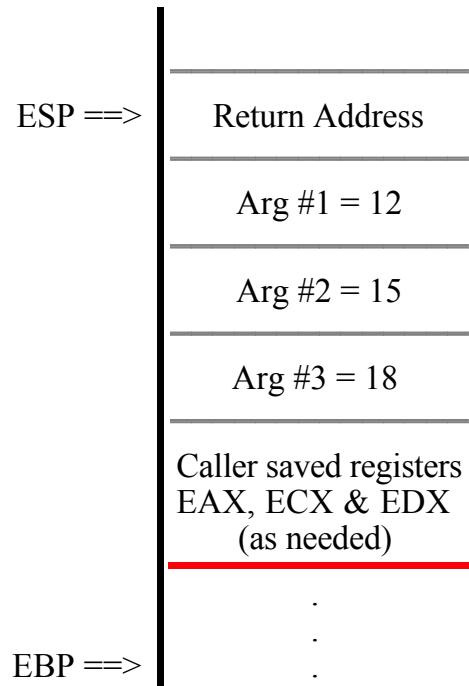 ESP ==> Return Address
Arg #1 = 12
Arg #2 = 15
Arg #3 = 18
Caller saved registers
EAX, ECX & EDX
(as needed)
.
.
EBP ==> .